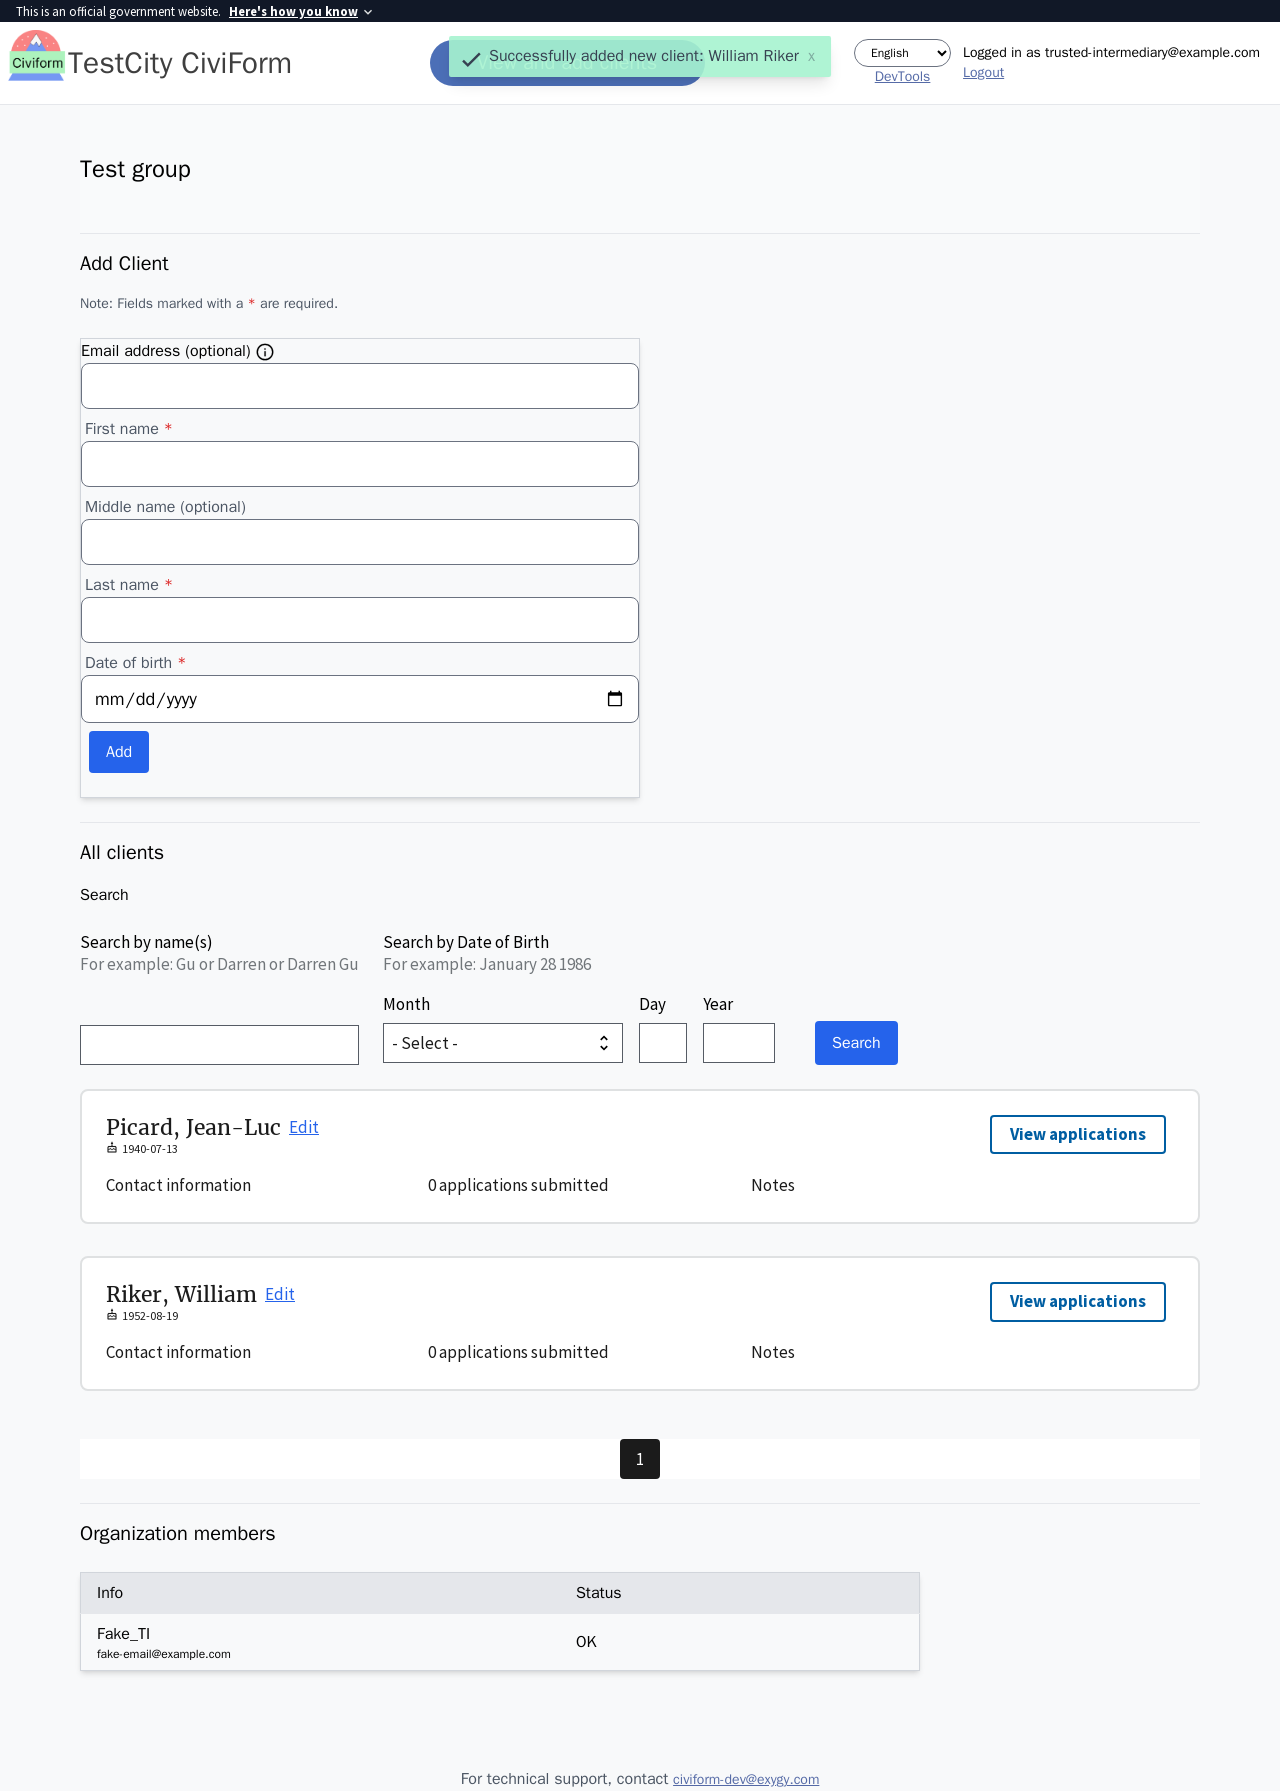 This is an official government website. Here's how you know
Civiform
TestCity CiviForm
Successfully added new client: William Riker x
English
DevTools
Logged in as trusted-intermediary@example.com
Logout
Test group
Add Client
Note: Fields marked with a * are required.
Email address (optional)
First name *
Middle name (optional)
Last name *
Date of birth *
mm/dd/yyyy
Add
All clients
Search
Search by name(s)
For example: Gu or Darren or Darren Gu
Search by Date of Birth
For example: January 28 1986
Month Day Year
- Select -
Search
Picard, Jean-Luc Edit
View applications
1940-07-13
Contact information 0 applications submitted Notes
Riker, William Edit
View applications
1952-08-19
Contact information 0 applications submitted Notes
1
Organization members
Info Status
Fake_TI
fake-email@example.com
OK
For technical support, contact civiform-dev@exygy.com